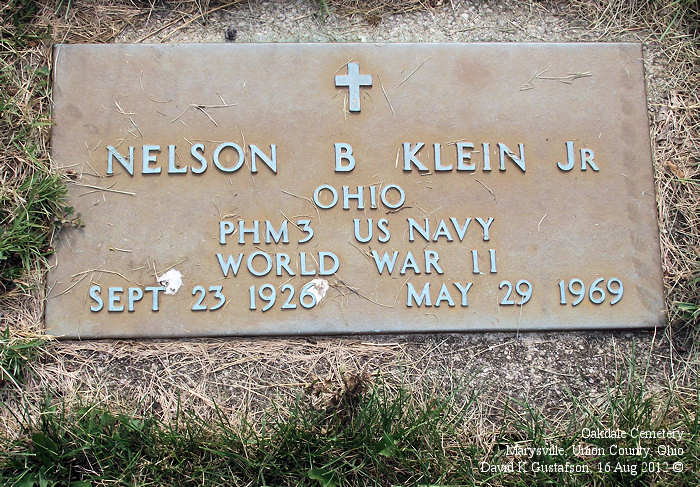 NELSON B KLEIN JR
OHIO
PHM3 US NAVY
WORLD WAR II
SEPT 23 1926 MAY 29 1969
Oakdale Cemetery
Marysville, Union County, Ohio
David K Gustafson, 16 Aug 2012 ©